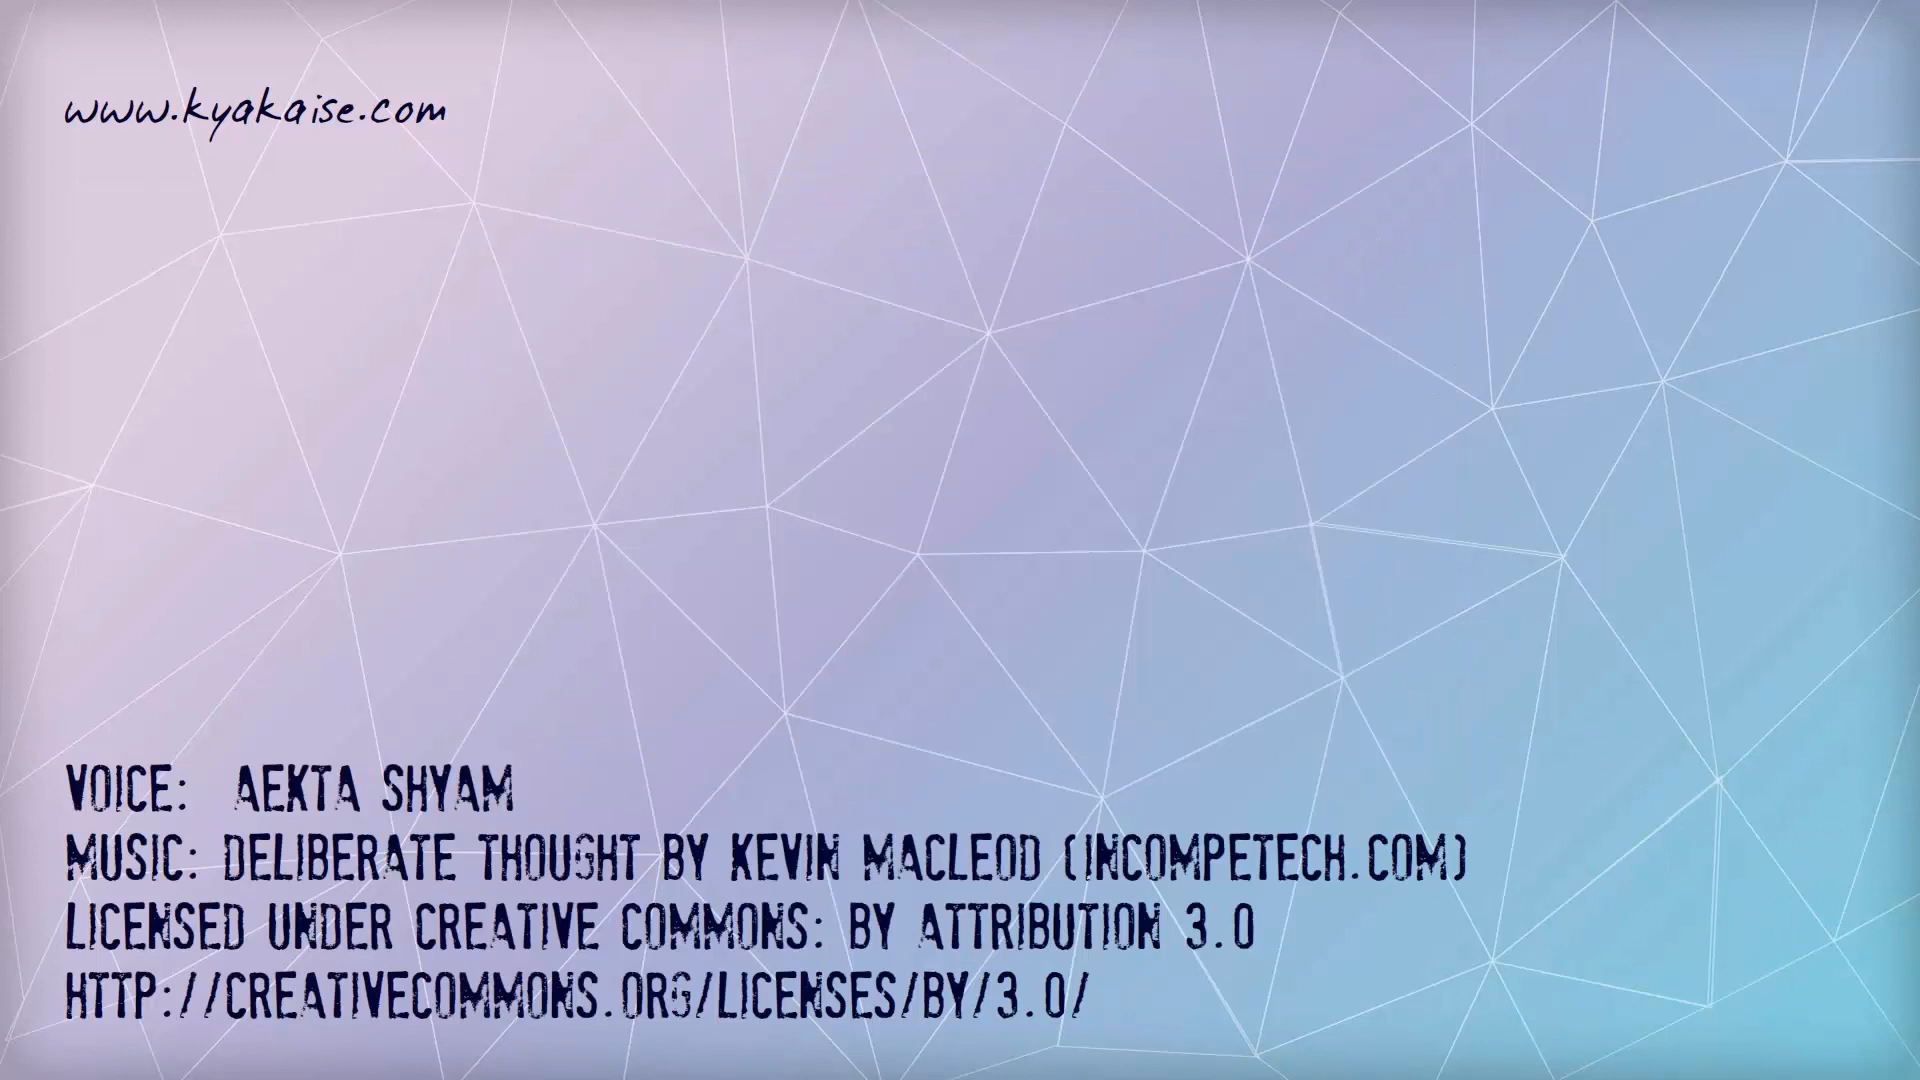 www.kyakaise.com
VOICE: AEKTA SHYAM
MUSIC: DELIBERATE THOUGHT BY KEVIN MACLEOD (INCOMPETECH.COM)
LICENSED UNDER CREATIVE COMMONS: BY ATTRIBUTION 3.0
HTTP://CREATIVECOMMONS.ORG/LICENSES/BY/3.0/